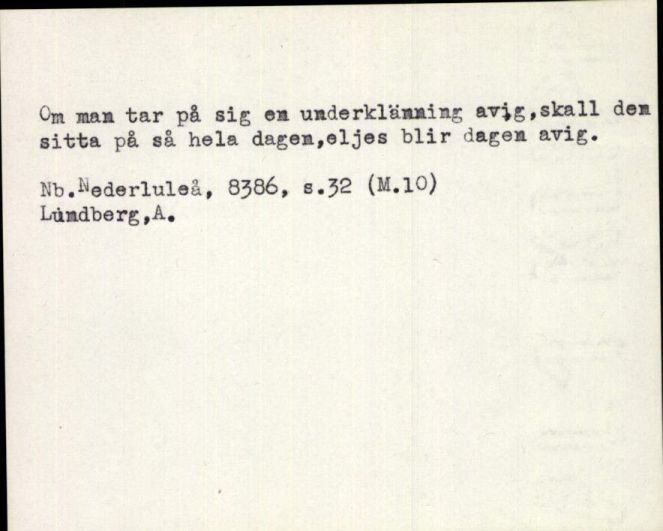 Om man tar på sig en underklänning avig,skall den
sitta på så hela dagen,eljes blir dagen avig.
Nb.Nederluleå, 8386, s.32 (M.10)
Lundberg,A.